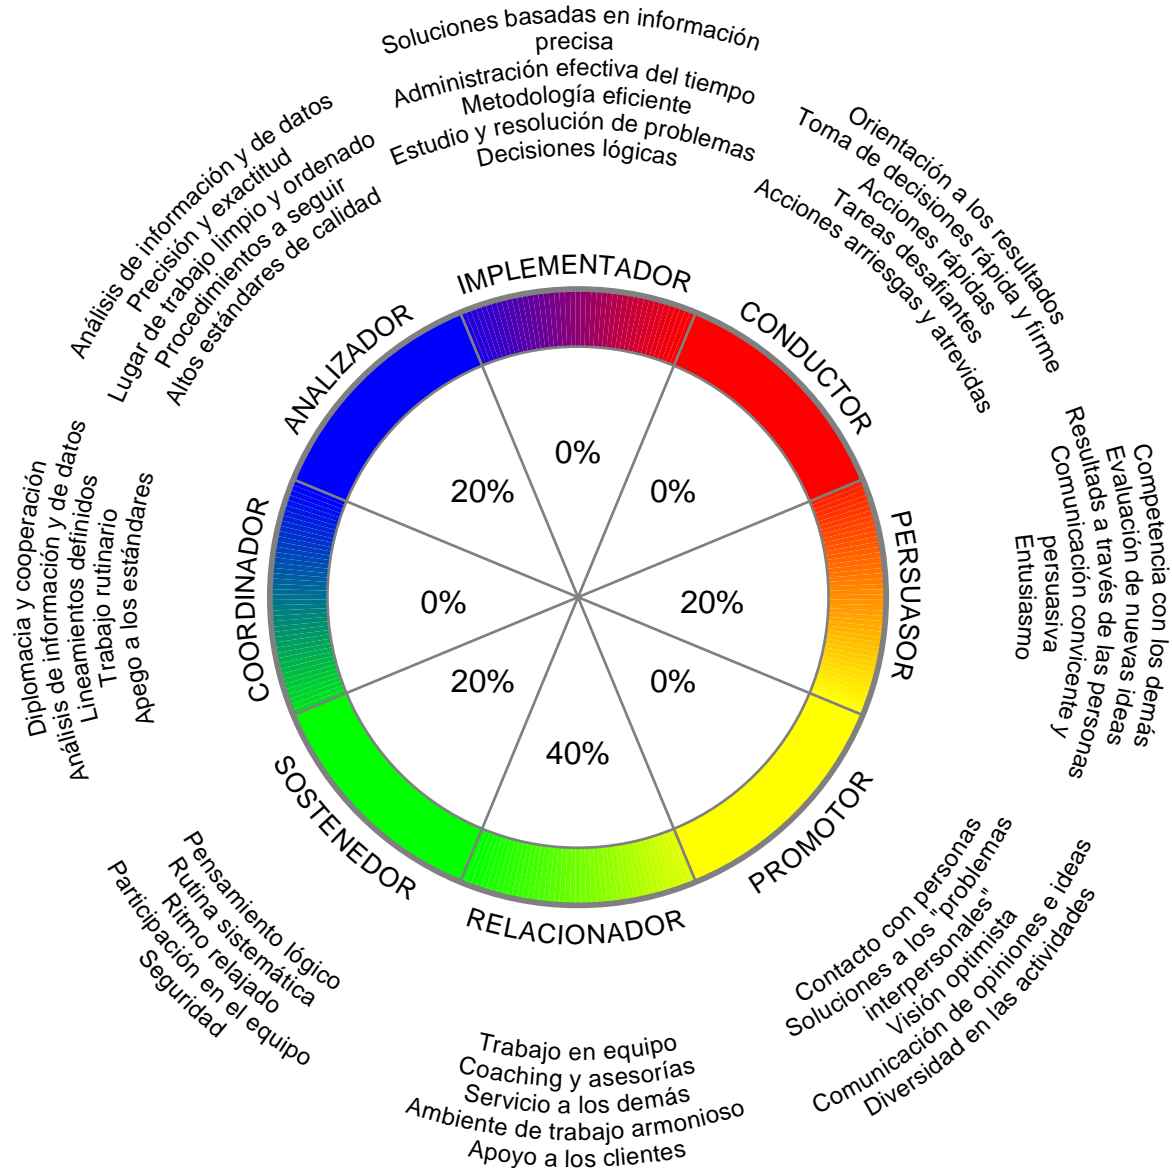 Soluciones basadas en información
precisa
Administración efectiva del tiempo
Metodología eficiente
Estudio y resolución de problemas
Decisiones lógicas
Orientación a los resultados
Toma de decisiones rápida y firme
Acciones rápidas
Tareas desafiantes
Acciones arriesgas y atrevidas
Competencia con los demás
Evaluación de nuevas ideas
Resultads a través de las personas
Comunicación convicente y
persuasiva
Entusiasmo
Contacto con personas
Soluciones a los "problemas
interpersonales"
Visión optimista
Comunicación de opiniones e ideas
Diversidad en las actividades
Trabajo en equipo
Coaching y asesorías
Servicio a los demás
Ambiente de trabajo armonioso
Apoyo a los clientes
Pensamiento lógico
Rutina sistemática
Ritmo relajado
Participación en el equipo
Seguridad
Diplomacia y cooperación
Análisis de información y de datos
Lineamientos definidos
Trabajo rutinario
Apego a los estándares
Análisis de información y de datos
Precisión y exactitud
Lugar de trabajo limpio y ordenado
Procedimientos a seguir
Altos estándares de calidad
IMPLEMENTADOR
CONDUCTOR
PERSUASOR
PROMOTOR
RELACIONADOR
SOSTENEDOR
COORDINADOR
ANALIZADOR
0%
0%
20%
0%
40%
20%
0%
20%